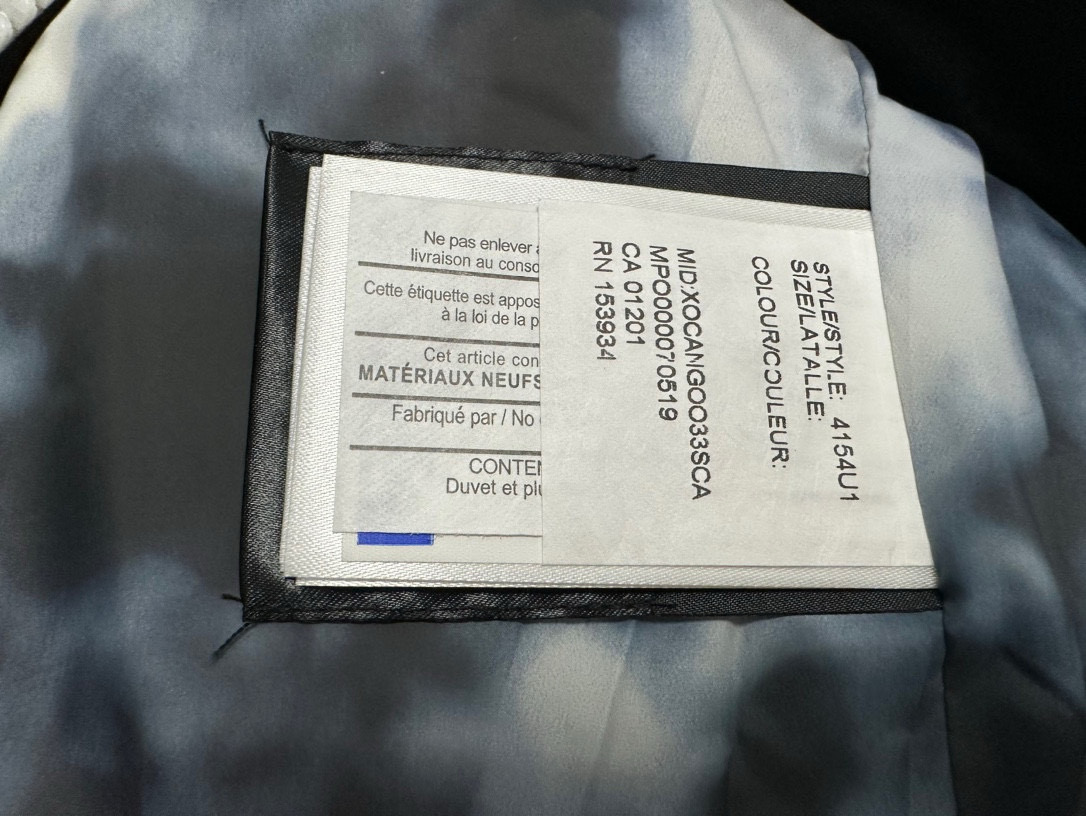 Ne pas enlever
livraison au conso
Cette étiquette est appos
à la loi de la p
Cet article con
MATÉRIAUX NEUFS
Fabriqué par / No
CONTEN
Duvet et plu
STYLE/STYLE: 4154U1
SIZE/LATALLE:
COLOUR/COULEUR:
MID:XOCANGOO33SCA
MPO0000070519
CA 01201
RN 153934